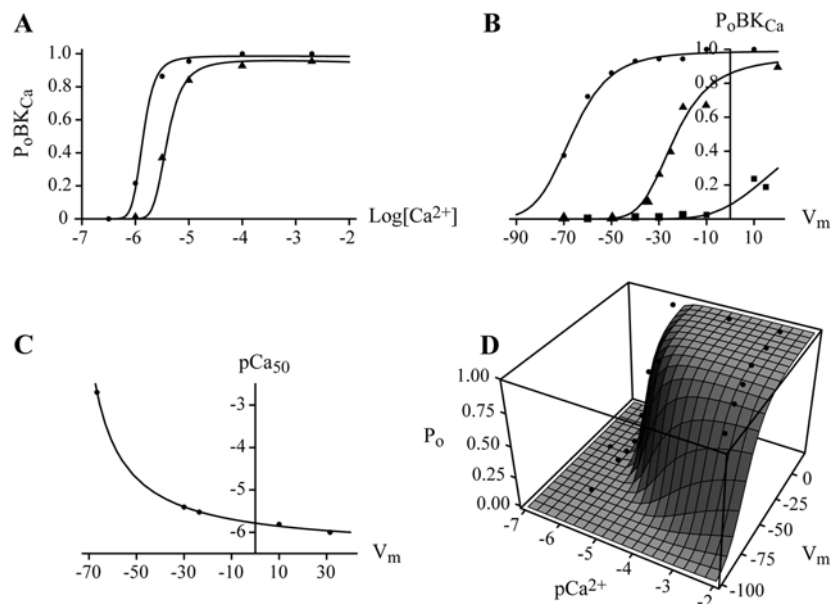 A
PoBKCa
1.0
0.8
0.6
0.4
0.2
0
-7 -6 -5 -4 -3 -2
Log[Ca2+]
B
PoBKCa
1.0
0.8
0.6
0.4
0.2
-90 -70 -50 -30 -10 10
Vm
C
pCa50
-3
-4
-5
-6
-70 -50 -30 -10 10 30
Vm
D
Po
1.00
0.75
0.50
0.25
0.00
-7 -6 -5 -4 -3 -2
pCa2+
0
-25
-50
-75
-100
Vm